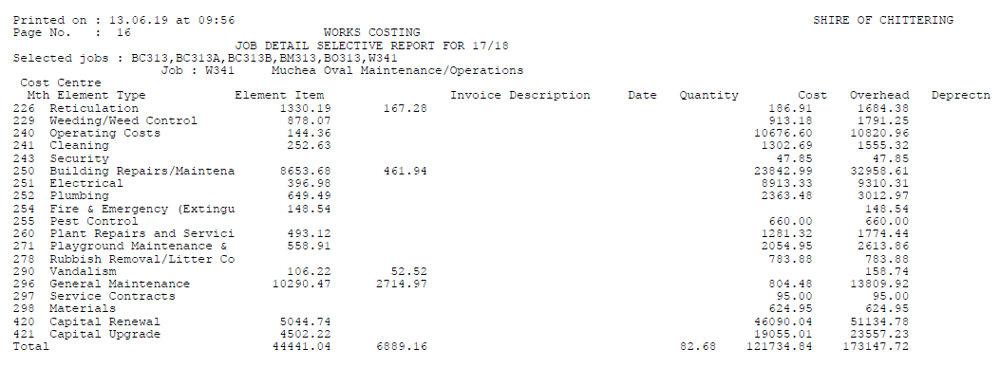 Printed on : 13.06.19 at 09:56 SHIRE OF CHITTERING
Page No. : 16 WORKS COSTING
JOB DETAIL SELECTIVE REPORT FOR 17/18
Selected jobs : BC313,BC313A,BC313B,BM313,BO313,W341
Job : W341 Muchea Oval Maintenance/Operations
Cost Centre
Mth Element Type Element Item Invoice Description Date Quantity Cost Overhead Deprectn
226 Reticulation 1330.19 167.28 186.91 1684.38
229 Weeding/Weed Control 878.07 913.18 1791.25
240 Operating Costs 144.36 10676.60 10820.96
241 Cleaning 252.63 1302.69 1555.32
243 Security 47.85 47.85
250 Building Repairs/Maintena 8653.68 461.94 23842.99 32958.61
251 Electrical 396.98 8913.33 9310.31
252 Plumbing 649.49 2363.48 3012.97
254 Fire & Emergency (Extingu 148.54 148.54
255 Pest Control 660.00 660.00
260 Plant Repairs and Servici 493.12 1281.32 1774.44
271 Playground Maintenance & 558.91 2054.95 2613.86
278 Rubbish Removal/Litter Co 783.88 783.88
290 Vandalism 106.22 52.52 158.74
296 General Maintenance 10290.47 2714.97 804.48 13809.92
297 Service Contracts 95.00 95.00
298 Materials 624.95 624.95
420 Capital Renewal 5044.74 46090.04 51134.78
421 Capital Upgrade 4502.22 19055.01 23557.23
Total 44441.04 6889.16 82.68 121734.84 173147.72